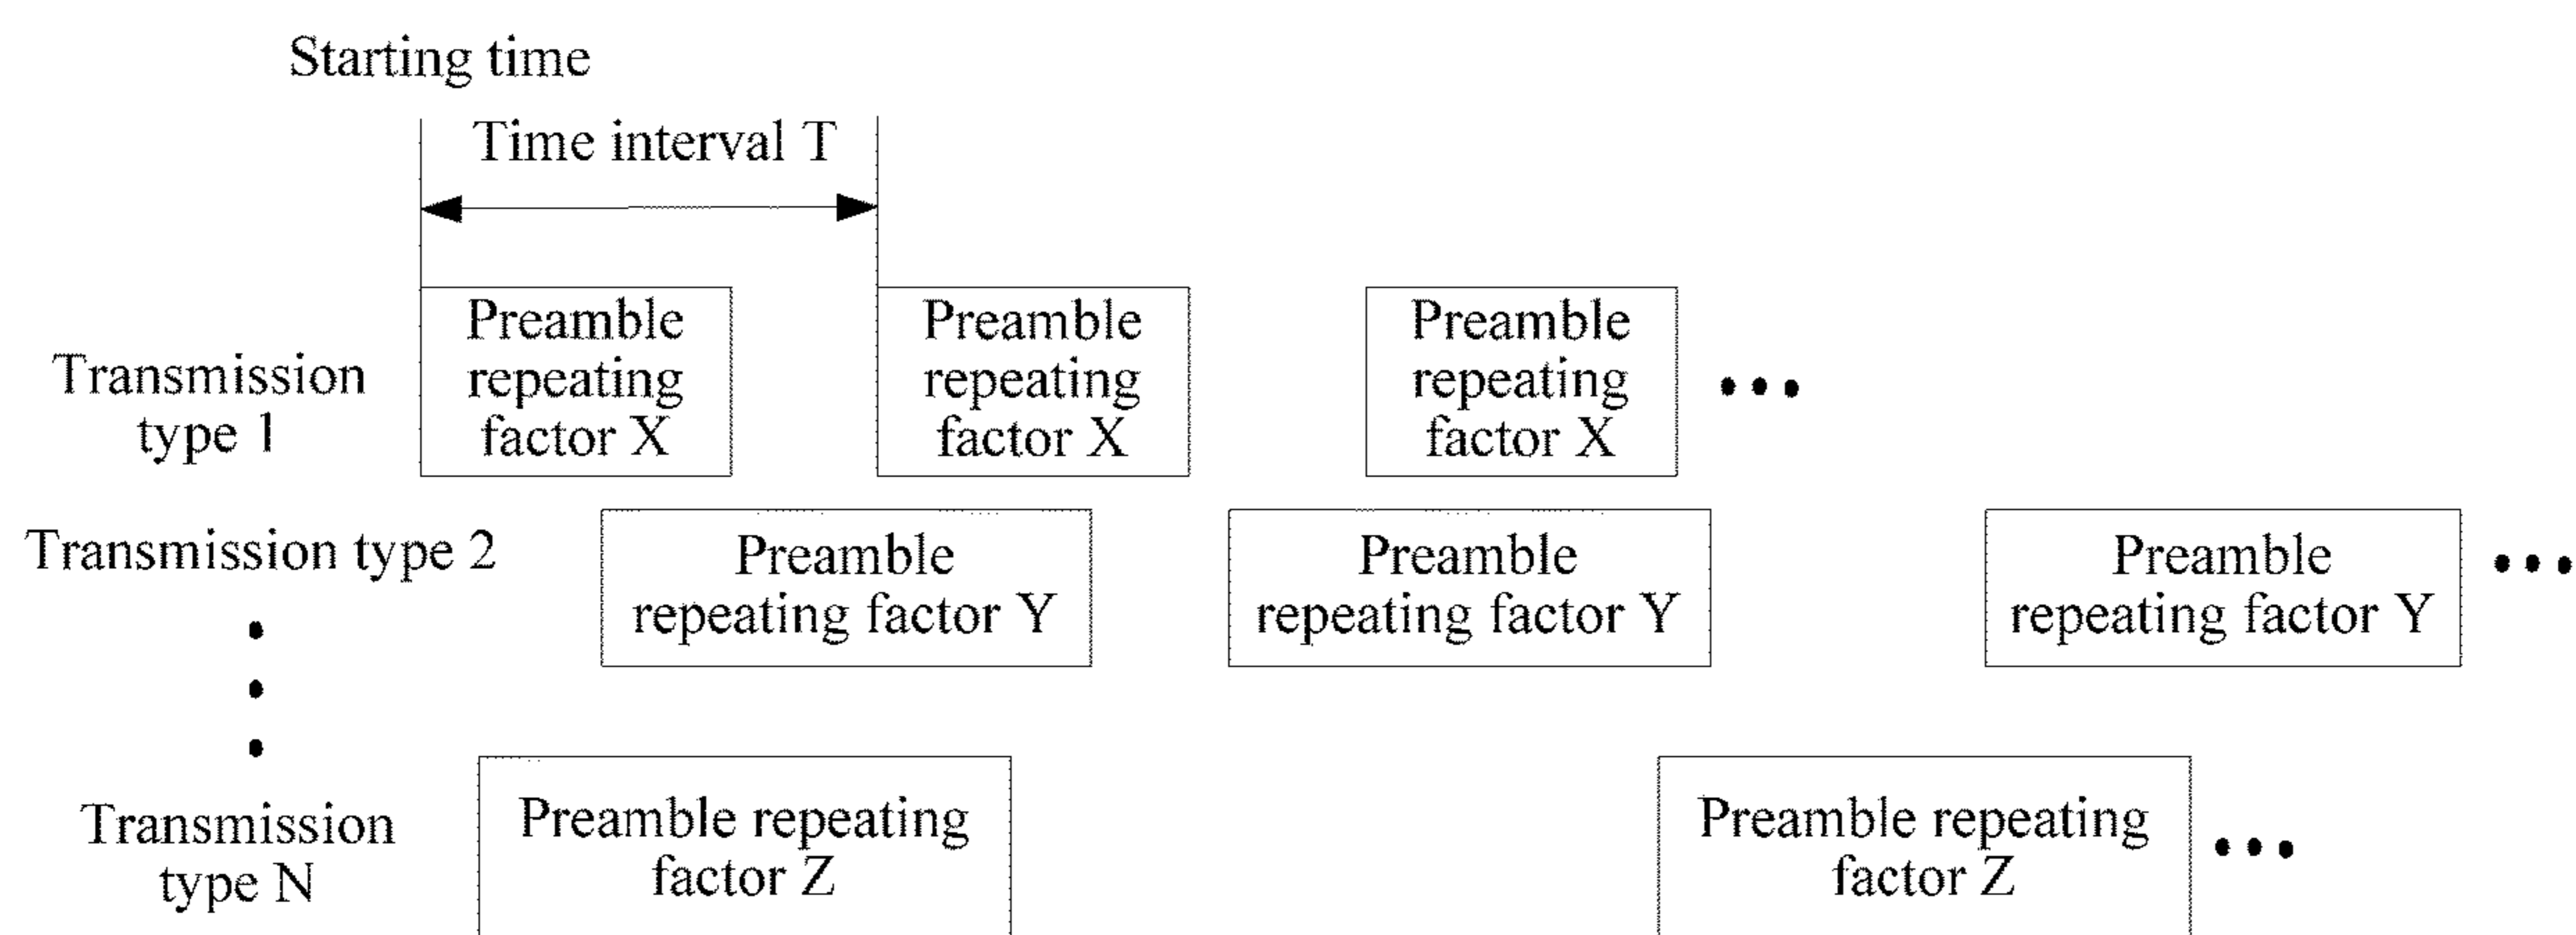 Starting time
Time interval T
Transmission
type 1
Preamble
repeating
factor X
Preamble
repeating
factor X
Preamble
repeating
factor X
Transmission type 2
Preamble
repeating factor Y
Preamble
repeating factor Y
Preamble
repeating factor Y
Transmission
type N
Preamble repeating
factor Z
Preamble repeating
factor Z